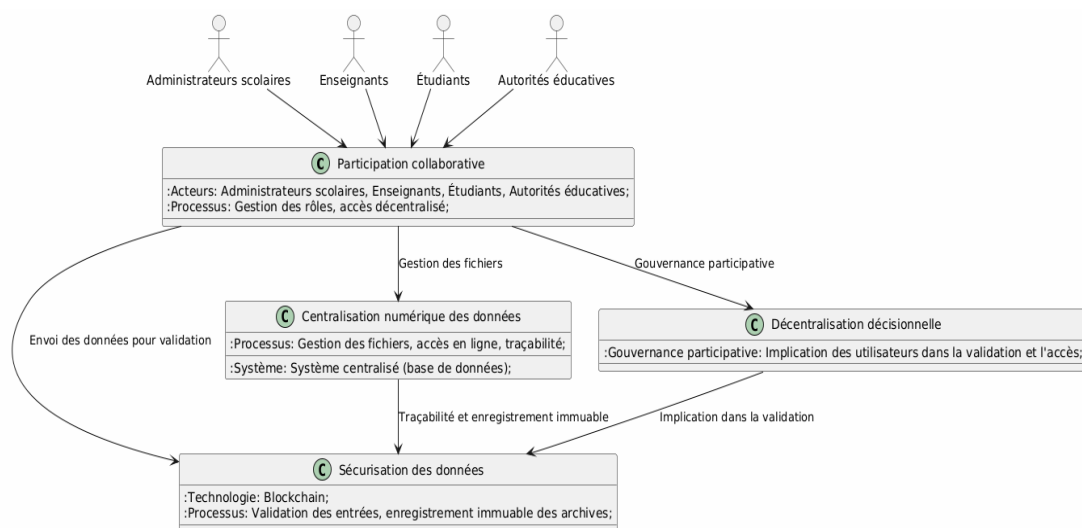 Administrateurs scolaires
Enseignants
Étudiants
Autorités éducatives
C Participation collaborative
:Acteurs: Administrateurs scolaires, Enseignants, Étudiants, Autorités éducatives;
:Processus: Gestion des rôles, accès décentralisé;
Gestion des fichiers
Gouvernance participative
Envoi des données pour validation
C Centralisation numérique des données
:Processus: Gestion des fichiers, accès en ligne, traçabilité;
:Système: Système centralisé (base de données);
C Décentralisation décisionnelle
:Gouvernance participative: Implication des utilisateurs dans la validation et l'accès;
Traçabilité et enregistrement immuable
Implication dans la validation
C Sécurisation des données
:Technologie: Blockchain;
:Processus: Validation des entrées, enregistrement immuable des archives;